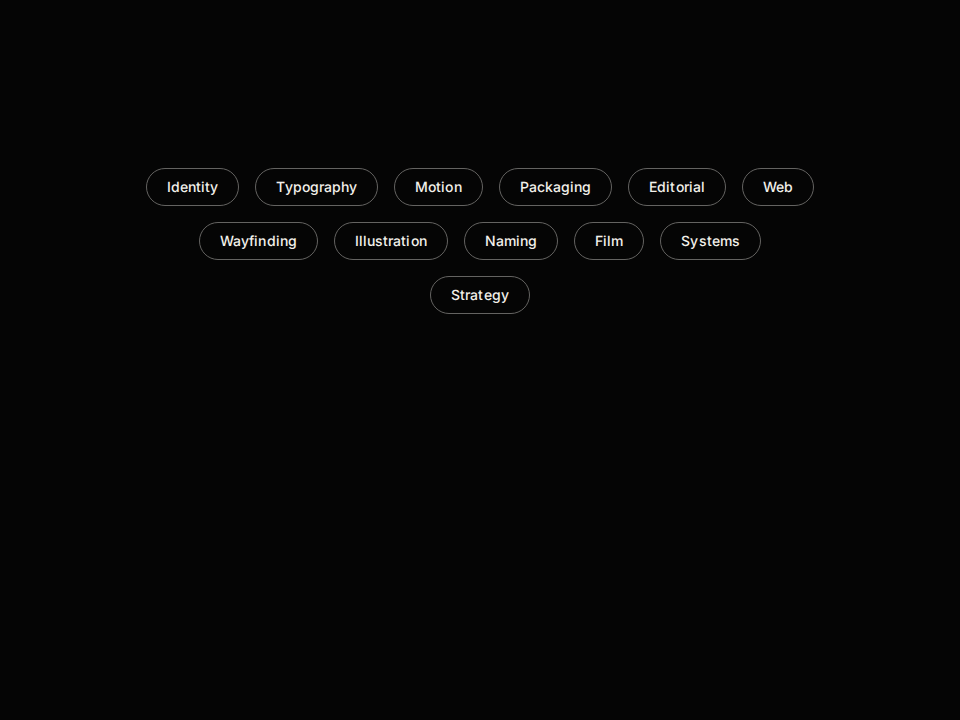 Identity Typography Motion Packaging Editorial Web
Wayfinding Illustration Naming Film Systems
Strategy